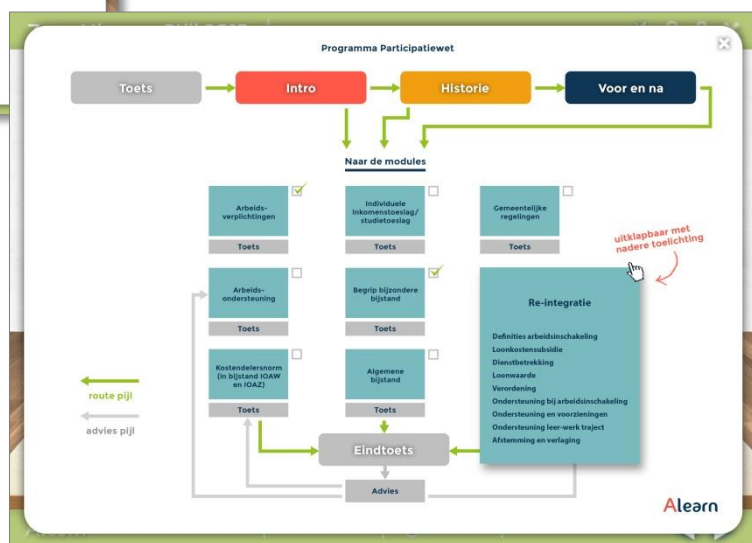 Programma Participatiewet
Toets
Intro
Historie
Voor en na
Naar de modules
Arbeids-
verplichtingen
Toets
Individuele
Inkomenstoeslag/
studietoeslag
Toets
Gemeentelijke
regelingen
Toets
uitklapbaar met
nadere toelichting
Arbeids-
ondersteuning
Toets
Begrip bijzondere
bijstand
Toets
Re-integratie
Definities arbeidsinschakeling
Loonkostensubsidie
Dienstbetrekking
Loonwaarde
Verordening
Ondersteuning bij arbeidsinschakeling
Ondersteuning en voorzieningen
Ondersteuning leer-werk traject
Afstemming en verlaging
Kostendelersnorm
(in bijstand IOAW
en IOAZ)
Toets
Algemene
bijstand
Toets
route pijl
advies pijl
Eindtoets
Advies
Alearn